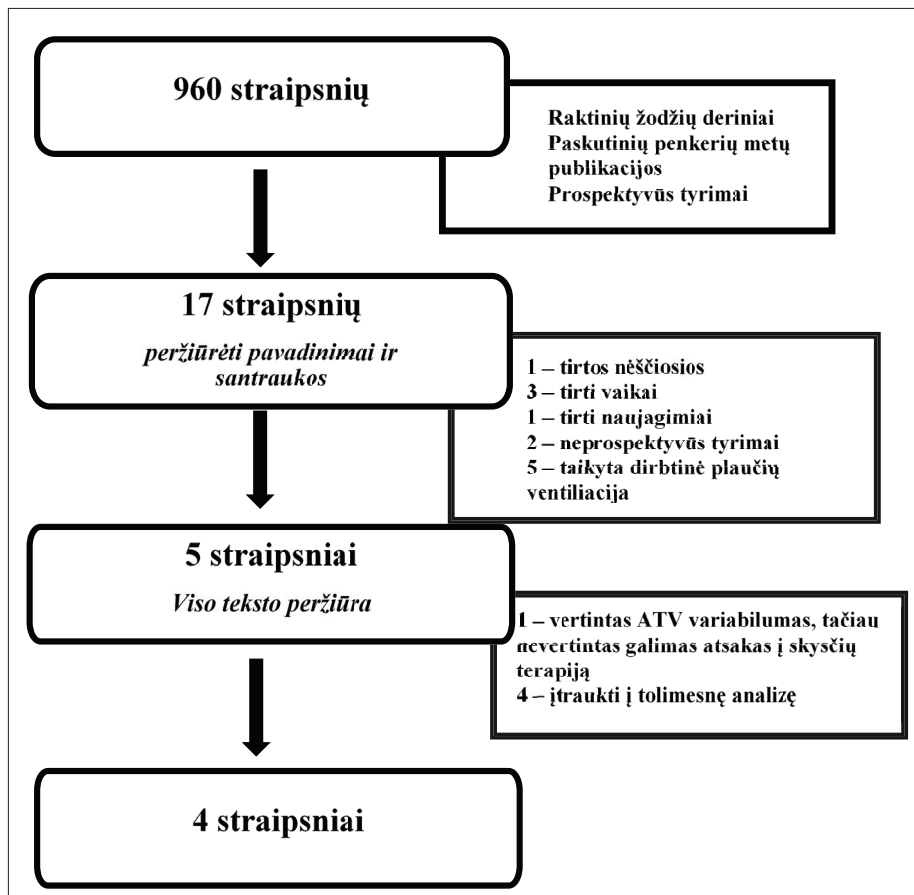 960 straipsnių
Raktinių žodžių deriniai
Paskutinių penkerių metų
publikacijos
Prospektyvūs tyrimai
17 straipsnių
peržiūrėti pavadinimai ir
santraukos
1 – tirtos nėščiosios
3 – tirti vaikai
1 – tirti naujagimiai
2 – neprospektyvūs tyrimai
5 – taikyta dirbtinė plaučių
ventiliacija
5 straipsniai
Viso teksto peržiūra
1 – vertintas ATV variabilumas, tačiau
nevertintas galimas atsakas į skysčių
terapiją
4 – įtraukti į tolimesnę analizę
4 straipsniai